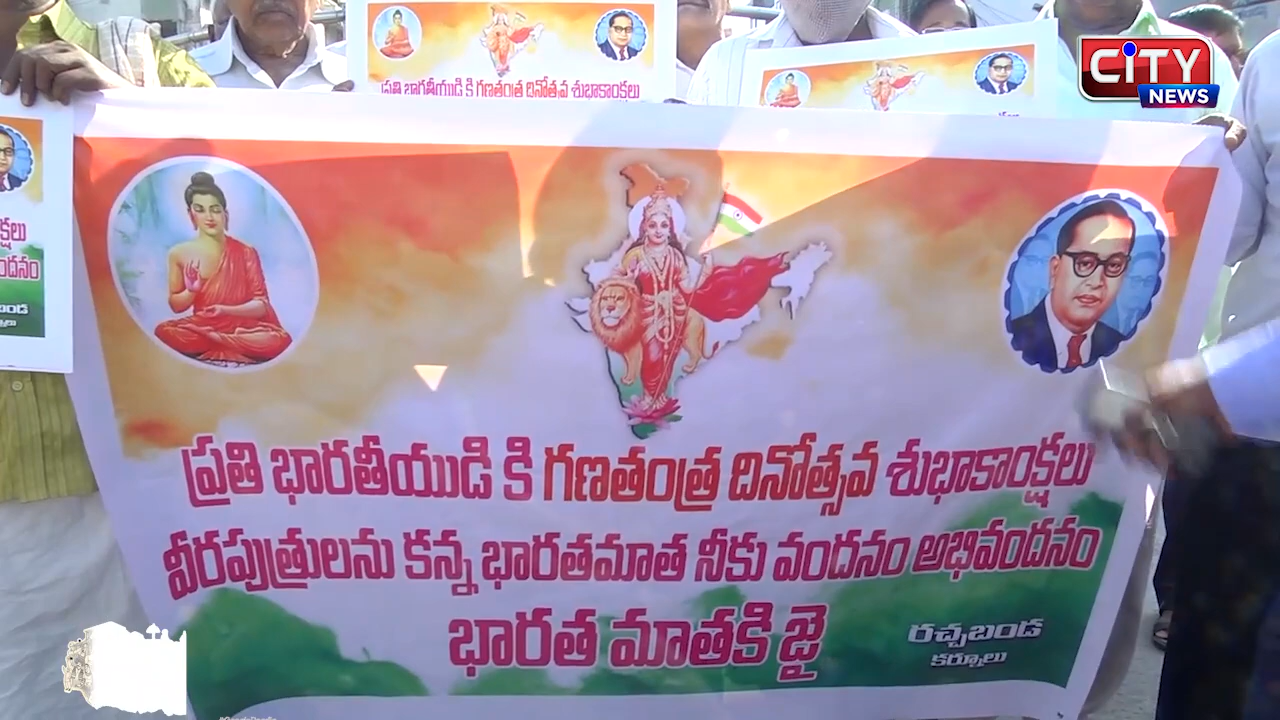 CITY
NEWS
ప్రతి భారతీయుడి కి గణతంత్ర దినోత్సవ శుభాకాంక్షలు
ప్రతి భారతీయుడి కి గణతంత్ర దినోత్సవ శుభాకాంక్షలు
వీరపుత్రులను కన్న భారతమాత నీకు వందనం అభివందనం
భారత మాతకి జై
రచ్చబండ
కర్నూలు